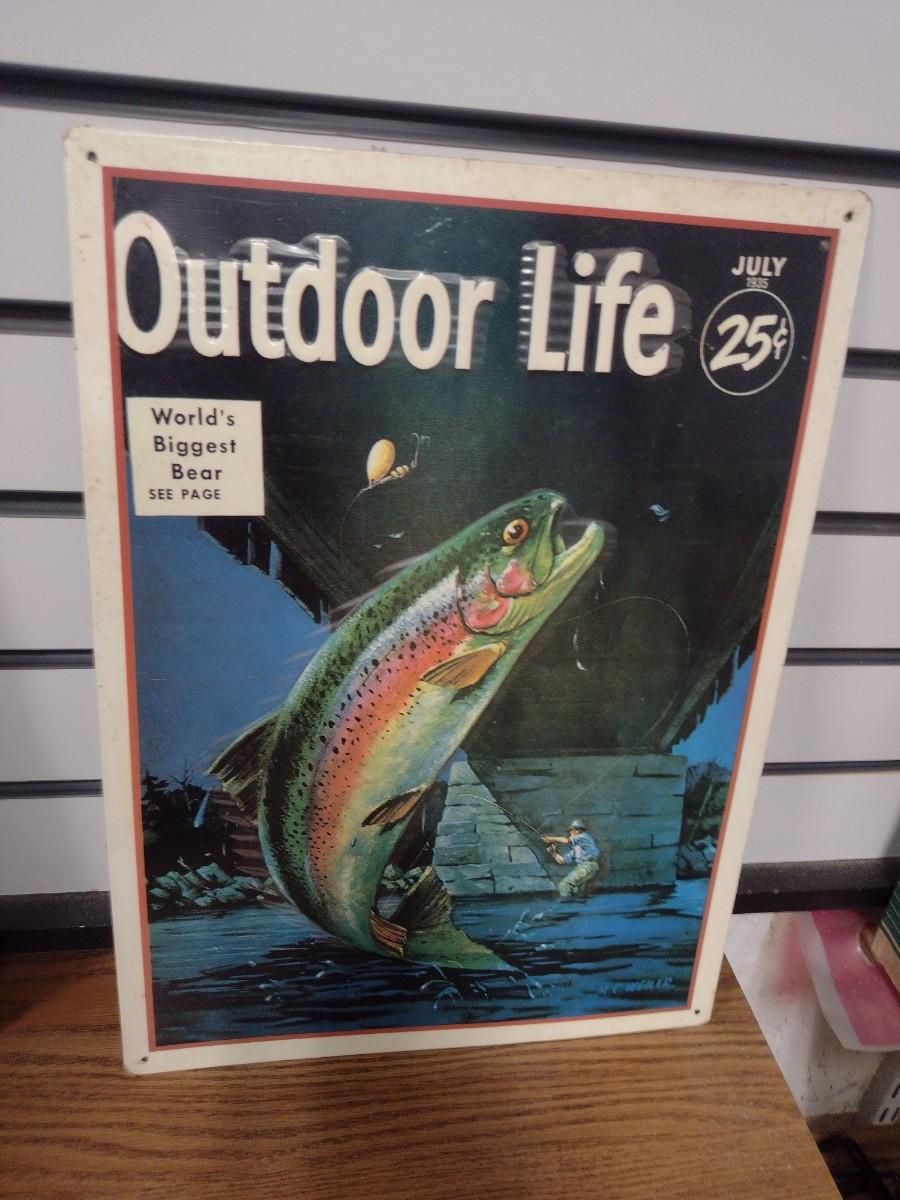 Outdoor Life
JULY
1935
25¢
World's
Biggest
Bear
SEE PAGE